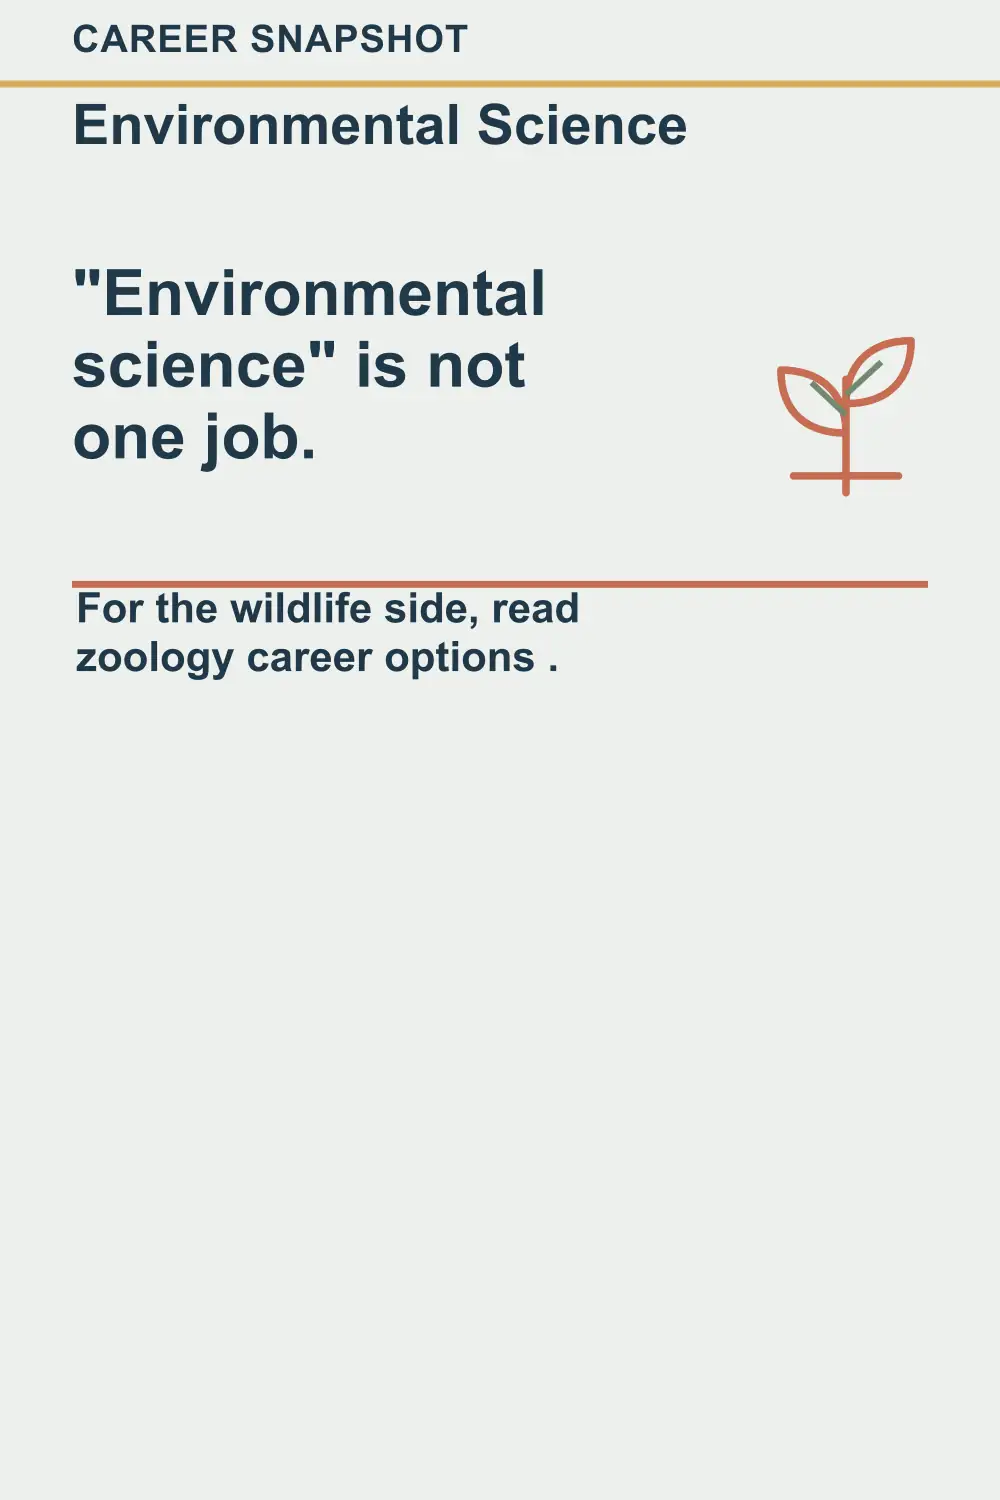 CAREER SNAPSHOT
Environmental Science
"Environmental
science" is not
one job.
For the wildlife side, read
zoology career options .